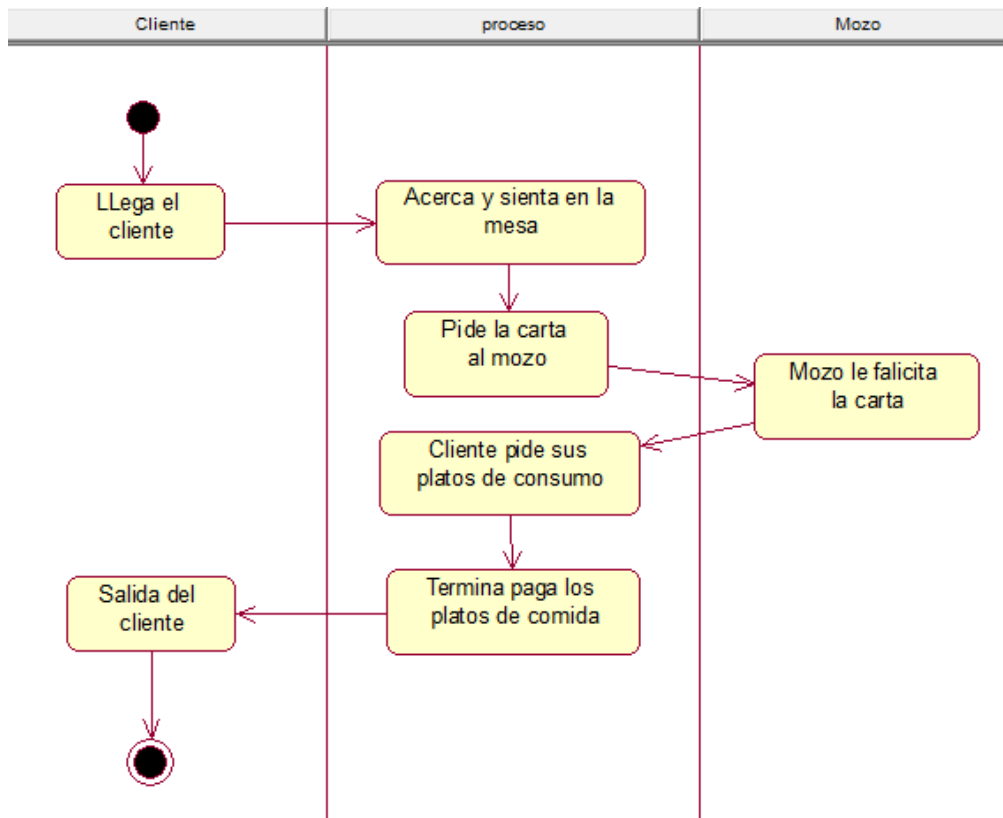 Cliente
proceso
Mozo
LLega el
cliente
Acerca y sienta en la
mesa
Pide la carta
al mozo
Mozo le falicita
la carta
Cliente pide sus
platos de consumo
Termina paga los
platos de comida
Salida del
cliente